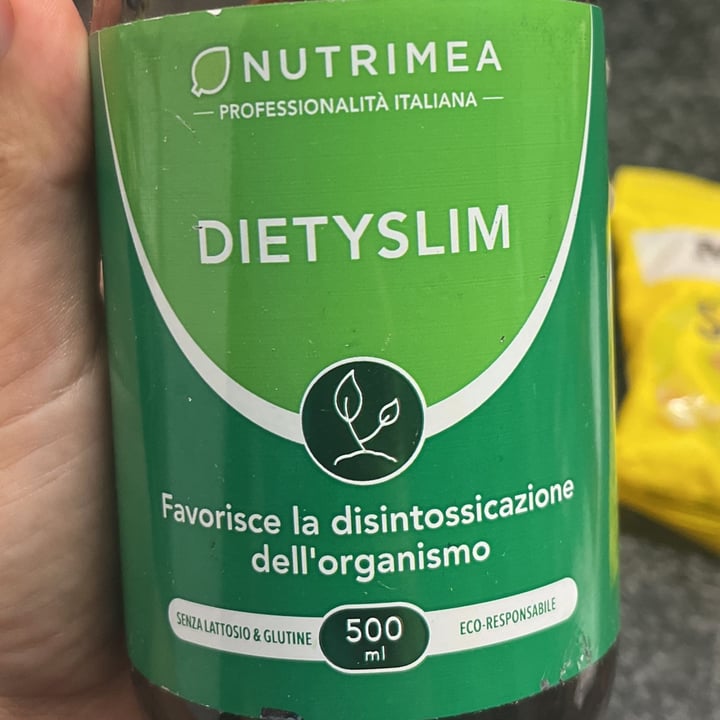 NUTRIMEA
— PROFESSIONALITÀ ITALIANA —
DIETYSLIM
Favorisce la disintossicazione
dell'organismo
SENZA LATTOSIO & GLUTINE
500
ml
ECO-RESPONSABILE